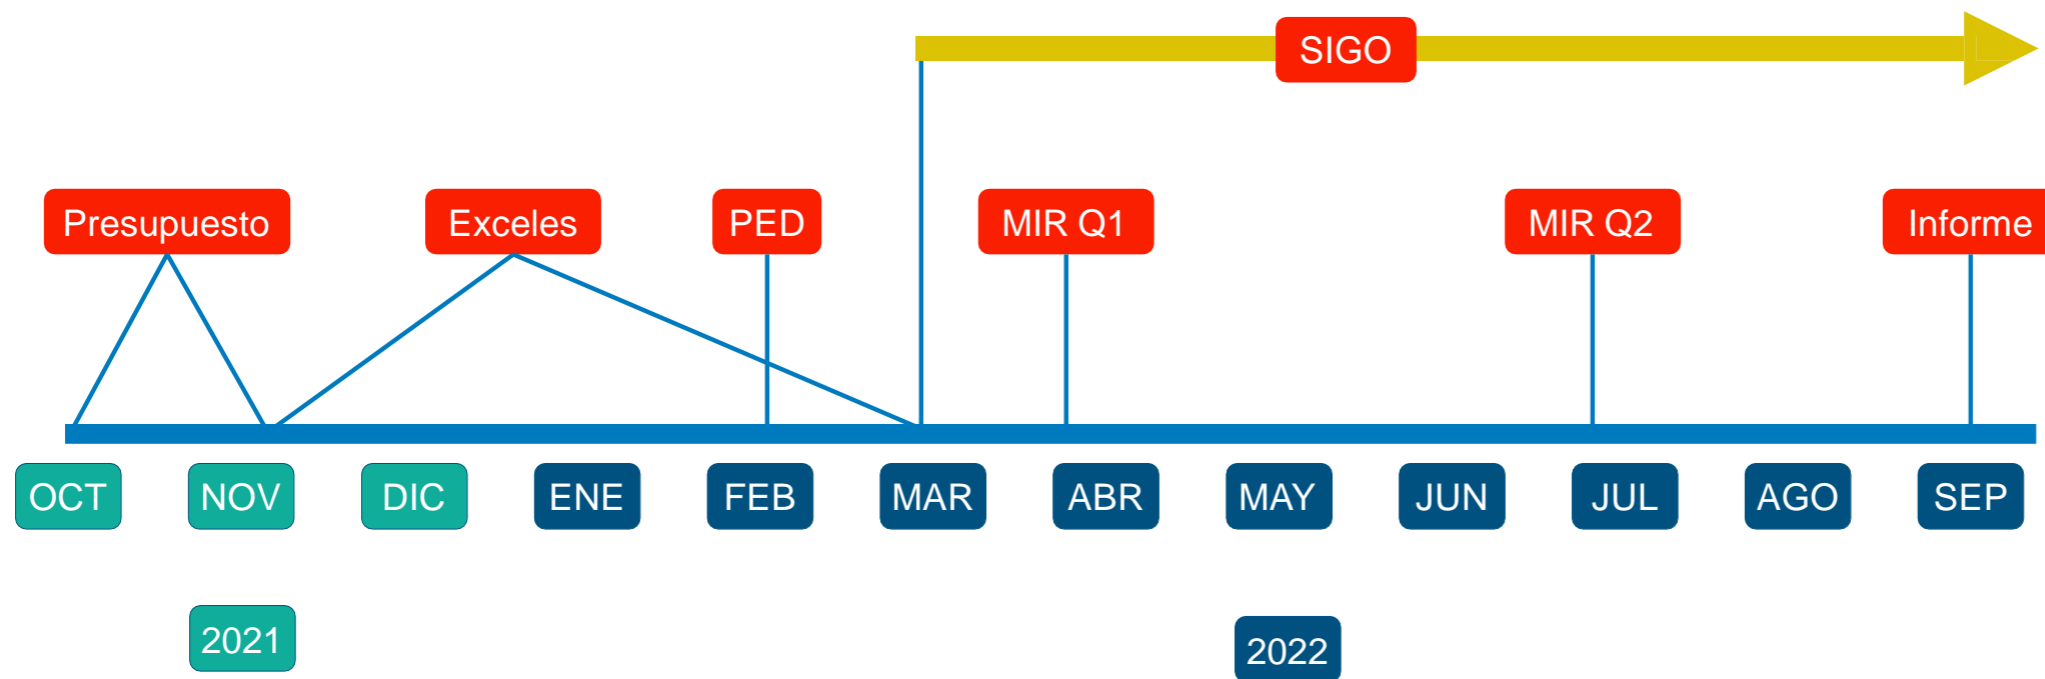 SIGO
Presupuesto
Exceles
PED
MIR Q1
MIR Q2
Informe
OCT
NOV
DIC
ENE
FEB
MAR
ABR
MAY
JUN
JUL
AGO
SEP
2021
2022